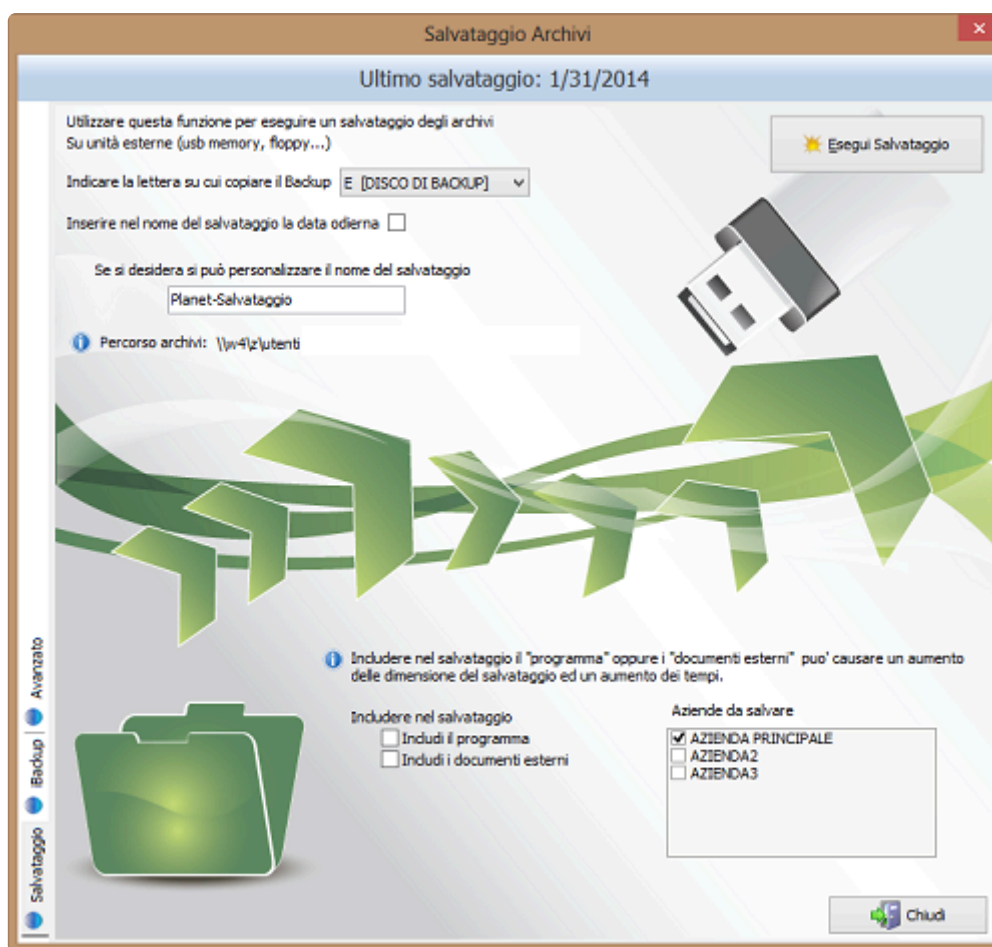 Salvataggio Archivi
Ultimo salvataggio: 1/31/2014
Utilizzare questa funzione per eseguire un salvataggio degli archivi
Su unità esterne (usb memory, floppy...)
Esegui Salvataggio
Indicare la lettera su cui copiare il Backup E [DISCO DI BACKUP]
Inserire nel nome del salvataggio la data odierna
Se si desidera si può personalizzare il nome del salvataggio
Planet-Salvataggio
Percorso archivi: \\w4\z\utenti
Includere nel salvataggio il "programma" oppure i "documenti esterni" puo' causare un aumento
delle dimensione del salvataggio ed un aumento dei tempi.
Includere nel salvataggio
Includi il programma
Includi i documenti esterni
Aziende da salvare
AZIENDA PRINCIPALE
AZIENDA2
AZIENDA3
Avanzato
iBackup
Salvataggio
Chiudi